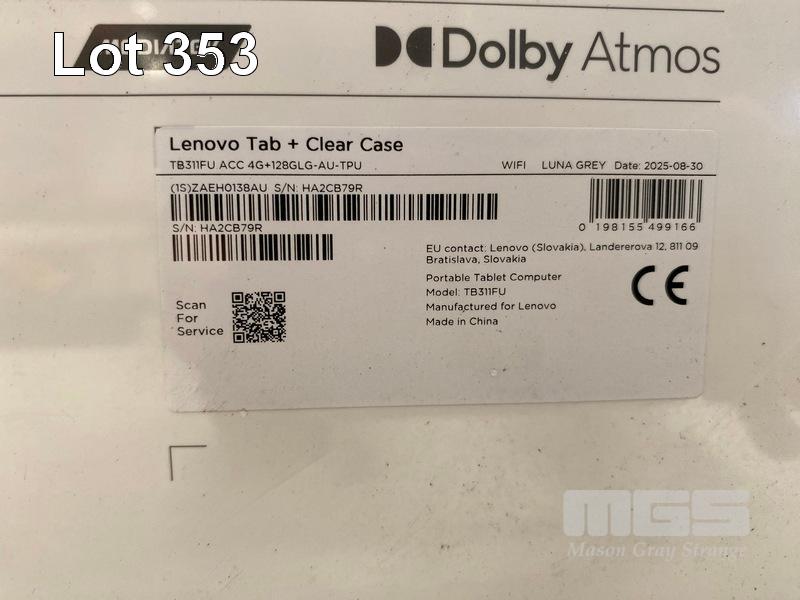 Lot 353
Dolby Atmos
Lenovo Tab + Clear Case
TB311FU ACC 4G+128GLG-AU-TPU WIFI LUNA GREY Date: 2025-08-30
(1S)ZAEH0138AU S/N: HA2CB79R
S/N: HA2CB79R
0 198155 499166
EU contact: Lenovo (Slovakia), Landererova 12, 811 09
Bratislava, Slovakia
Portable Tablet Computer
Model: TB311FU
Manufactured for Lenovo
Made in China
CE
Scan
For
Service
MGS
Mason Gray Strange